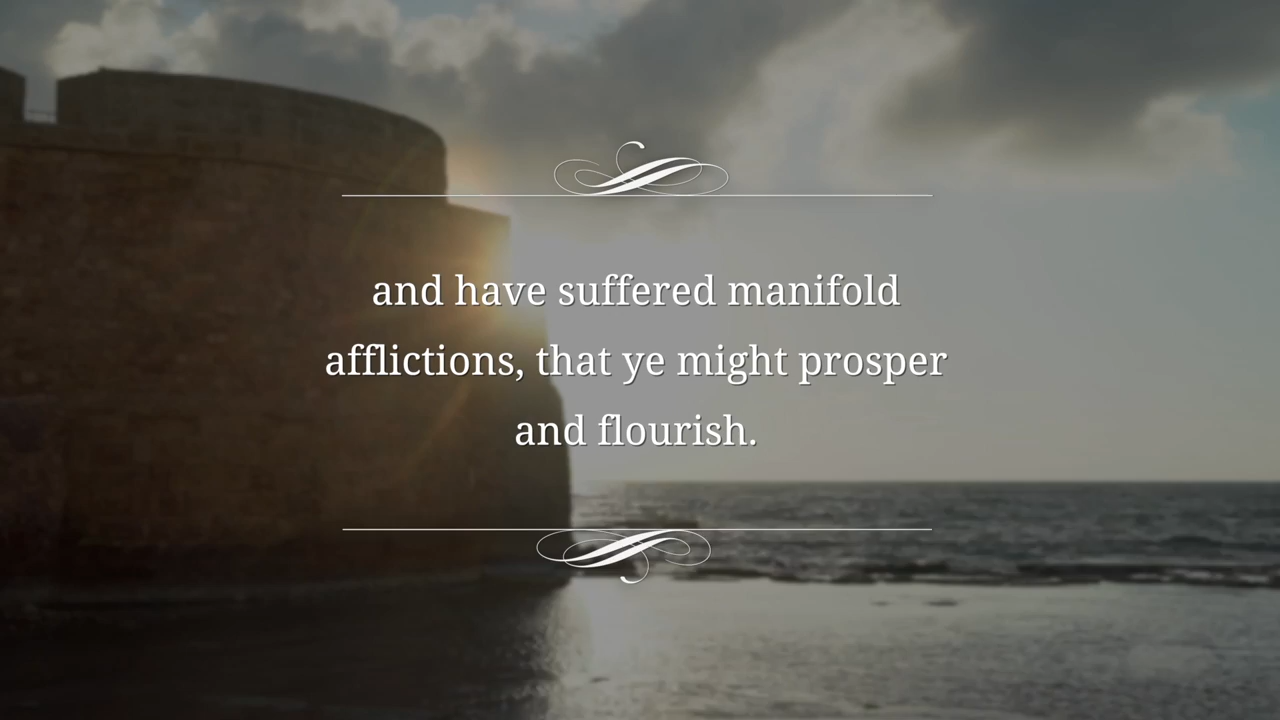 and have suffered manifold
afflictions, that ye might prosper
and flourish.